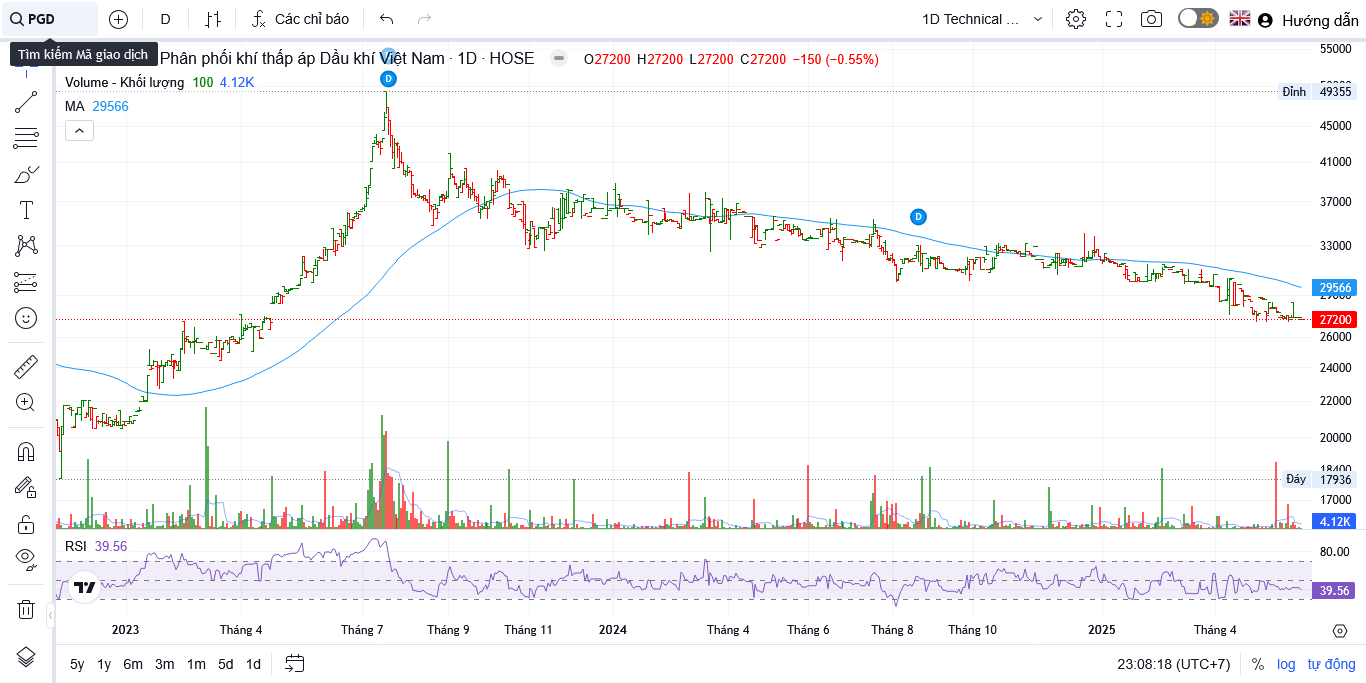 PGD
D
Các chỉ báo
1D Technical ...
Hướng dẫn
Tìm kiếm Mã giao dịch
Phân phối khí thấp áp Dầu khí Việt Nam · 1D · HOSE
O27200 H27200 L27200 C27200 −150 (−0.55%)
Volume - Khối lượng 100 4.12K
MA 29566
D
D
55000
Đỉnh 49355
45000
41000
37000
33000
29566
29000
27200
26000
24000
22000
20000
18400
Đáy 17936
17000
4.12K
RSI 39.56
80.00
39.56
2023 Tháng 4 Tháng 7 Tháng 9 Tháng 11 2024 Tháng 4 Tháng 6 Tháng 8 Tháng 10 2025 Tháng 4
5y 1y 6m 3m 1m 5d 1d
23:08:18 (UTC+7) % log tự động